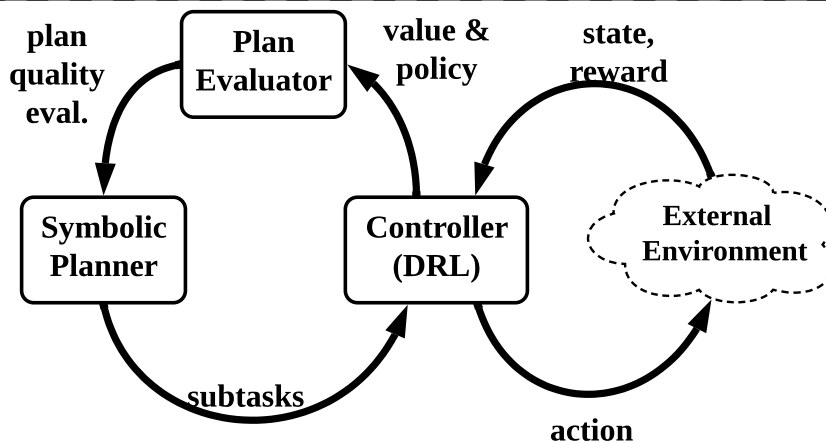 plan
quality
eval.
Plan
Evaluator
value &
policy
state,
reward
Symbolic
Planner
Controller
(DRL)
External
Environment
subtasks
action